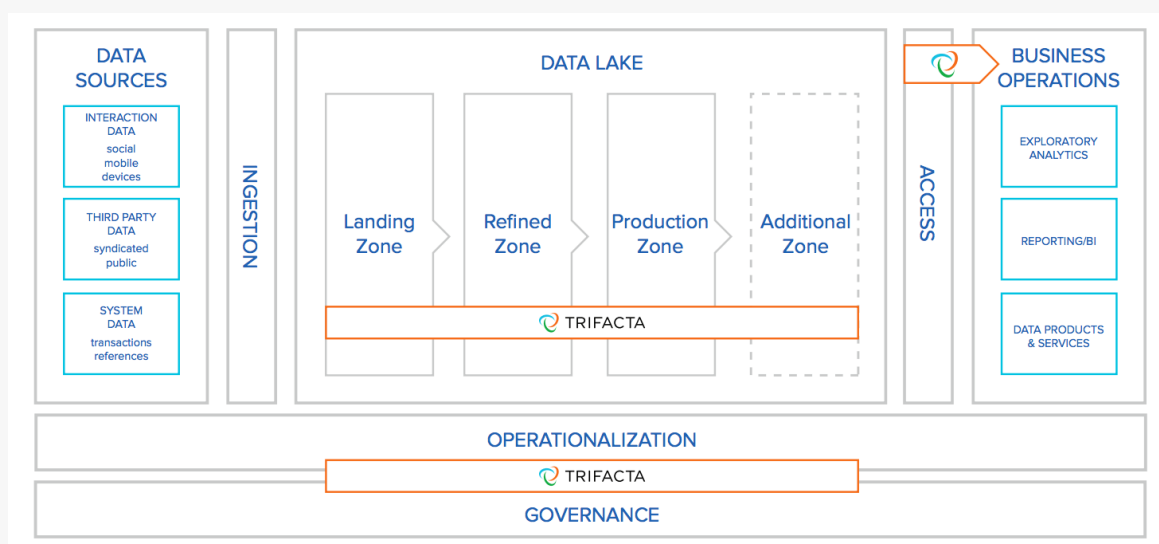 DATA
SOURCES
INTERACTION
DATA
social
mobile
devices
THIRD PARTY
DATA
syndicated
public
SYSTEM
DATA
transactions
references
INGESTION
DATA LAKE
Landing
Zone
Refined
Zone
Production
Zone
Additional
Zone
TRIFACTA
ACCESS
BUSINESS
OPERATIONS
EXPLORATORY
ANALYTICS
REPORTING/BI
DATA PRODUCTS
& SERVICES
OPERATIONALIZATION
TRIFACTA
GOVERNANCE